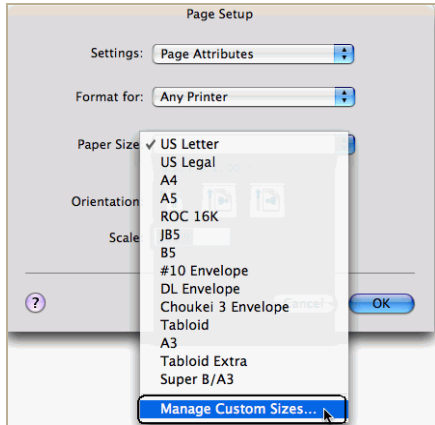 Page Setup
Settings: Page Attributes
Format for: Any Printer
Paper Size ✓ US Letter
US Legal
A4
A5
Orientation
ROC 16K
Scale
JB5
B5
#10 Envelope
DL Envelope
? Choukei 3 Envelope Cancel OK
Tabloid
A3
Tabloid Extra
Super B/A3
Manage Custom Sizes...